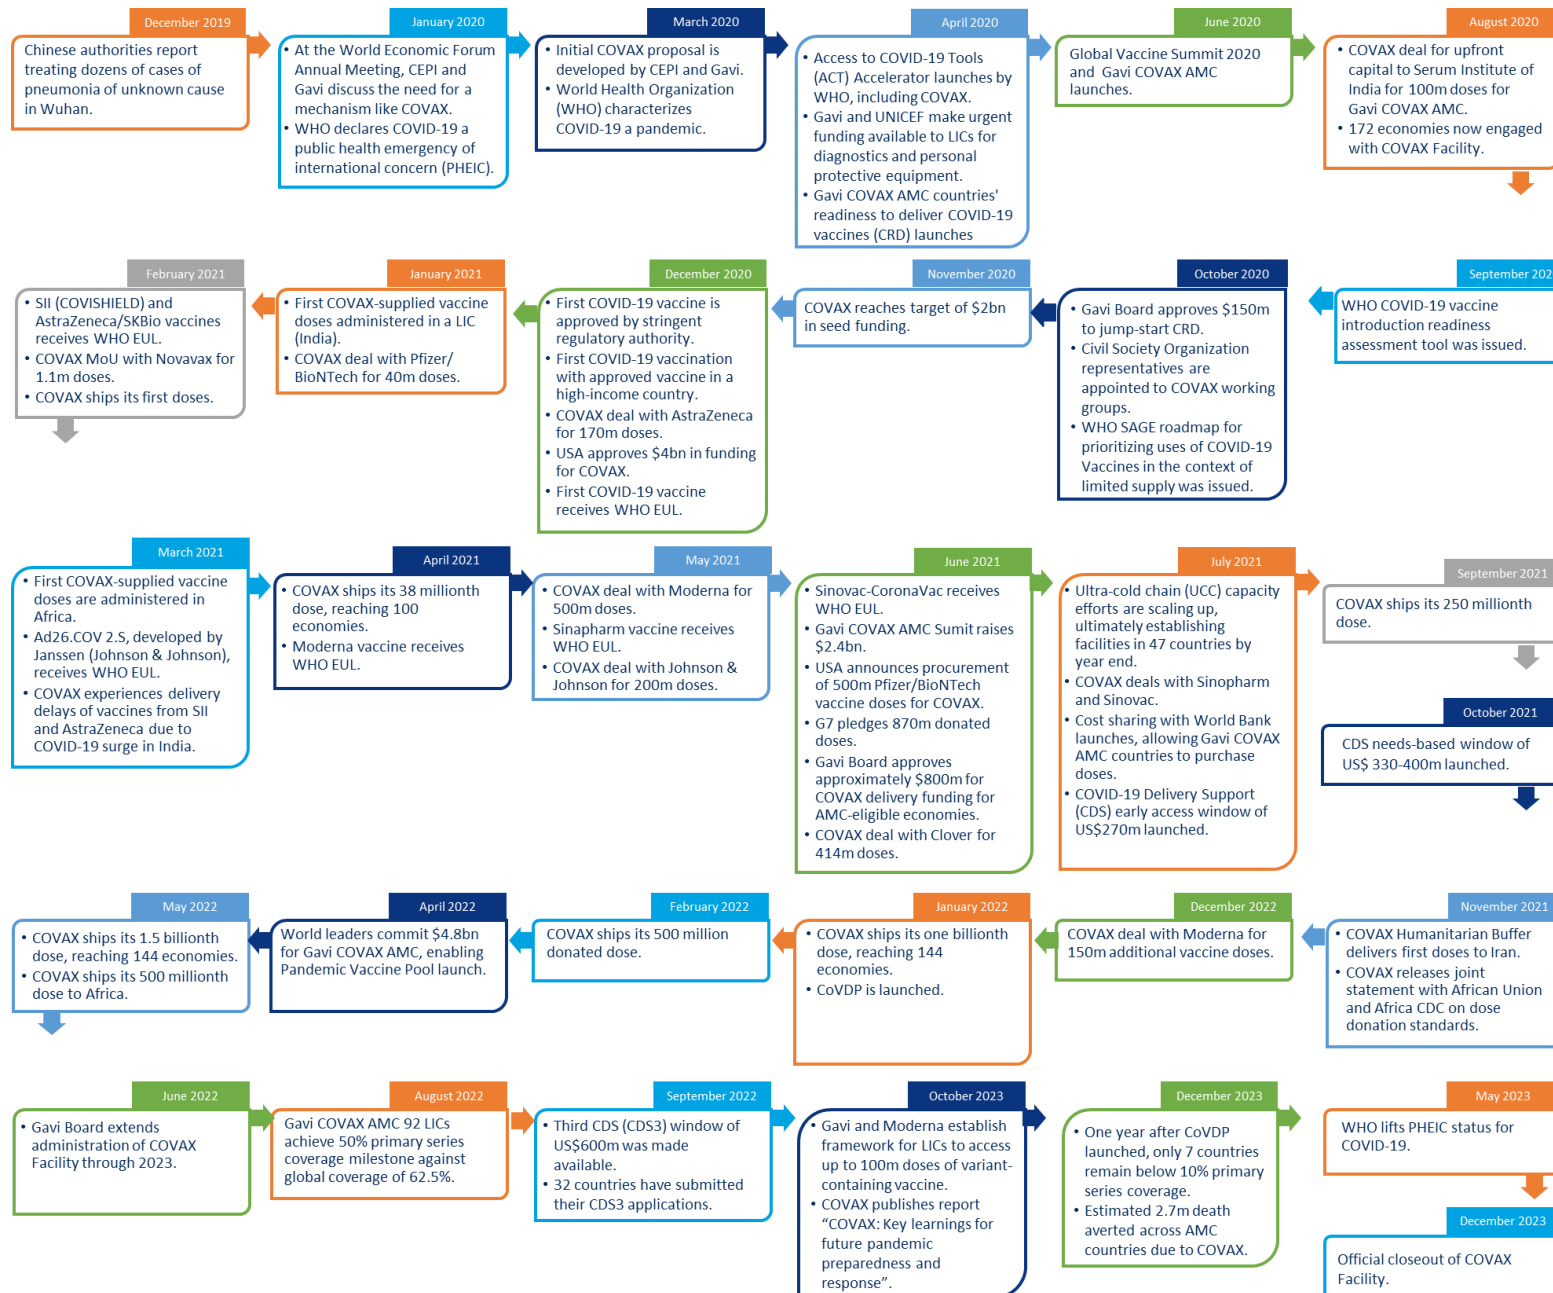 December 2019
Chinese authorities report
treating dozens of cases of
pneumonia of unknown cause
in Wuhan.
January 2020
• At the World Economic Forum
Annual Meeting, CEPI and
Gavi discuss the need for a
mechanism like COVAX.
• WHO declares COVID-19 a
public health emergency of
international concern (PHEIC).
March 2020
• Initial COVAX proposal is
developed by CEPI and Gavi.
• World Health Organization
(WHO) characterizes
COVID-19 a pandemic.
April 2020
• Access to COVID-19 Tools
(ACT) Accelerator launches by
WHO, including COVAX.
• Gavi and UNICEF make urgent
funding available to LICs for
diagnostics and personal
protective equipment.
• Gavi COVAX AMC countries'
readiness to deliver COVID-19
vaccines (CRD) launches
June 2020
Global Vaccine Summit 2020
and Gavi COVAX AMC
launches.
August 2020
• COVAX deal for upfront
capital to Serum Institute of
India for 100m doses for
Gavi COVAX AMC.
• 172 economies now engaged
with COVAX Facility.
September 202
WHO COVID-19 vaccine
introduction readiness
assessment tool was issued.
October 2020
• Gavi Board approves $150m
to jump-start CRD.
• Civil Society Organization
representatives are
appointed to COVAX working
groups.
• WHO SAGE roadmap for
prioritizing uses of COVID-19
Vaccines in the context of
limited supply was issued.
November 2020
COVAX reaches target of $2bn
in seed funding.
December 2020
• First COVID-19 vaccine is
approved by stringent
regulatory authority.
• First COVID-19 vaccination
with approved vaccine in a
high-income country.
• COVAX deal with AstraZeneca
for 170m doses.
• USA approves $4bn in funding
for COVAX.
• First COVID-19 vaccine
receives WHO EUL.
January 2021
• First COVAX-supplied vaccine
doses administered in a LIC
(India).
• COVAX deal with Pfizer/
BioNTech for 40m doses.
February 2021
• SII (COVISHIELD) and
AstraZeneca/SKBio vaccines
receives WHO EUL.
• COVAX MoU with Novavax for
1.1m doses.
• COVAX ships its first doses.
March 2021
• First COVAX-supplied vaccine
doses are administered in
Africa.
• Ad26.COV 2.S, developed by
Janssen (Johnson & Johnson),
receives WHO EUL.
• COVAX experiences delivery
delays of vaccines from SII
and AstraZeneca due to
COVID-19 surge in India.
April 2021
• COVAX ships its 38 millionth
dose, reaching 100
economies.
• Moderna vaccine receives
WHO EUL.
May 2021
• COVAX deal with Moderna for
500m doses.
• Sinapharm vaccine receives
WHO EUL.
• COVAX deal with Johnson &
Johnson for 200m doses.
June 2021
• Sinovac-CoronaVac receives
WHO EUL.
• Gavi COVAX AMC Sumit raises
$2.4bn.
• USA announces procurement
of 500m Pfizer/BioNTech
vaccine doses for COVAX.
• G7 pledges 870m donated
doses.
• Gavi Board approves
approximately $800m for
COVAX delivery funding for
AMC-eligible economies.
• COVAX deal with Clover for
414m doses.
July 2021
• Ultra-cold chain (UCC) capacity
efforts are scaling up,
ultimately establishing
facilities in 47 countries by
year end.
• COVAX deals with Sinopharm
and Sinovac.
• Cost sharing with World Bank
launches, allowing Gavi COVAX
AMC countries to purchase
doses.
• COVID-19 Delivery Support
(CDS) early access window of
US$270m launched.
September 2021
COVAX ships its 250 millionth
dose.
October 2021
CDS needs-based window of
US$ 330-400m launched.
November 2021
• COVAX Humanitarian Buffer
delivers first doses to Iran.
• COVAX releases joint
statement with African Union
and Africa CDC on dose
donation standards.
December 2022
COVAX deal with Moderna for
150m additional vaccine doses.
January 2022
• COVAX ships its one billionth
dose, reaching 144
economies.
• CoVDP is launched.
February 2022
COVAX ships its 500 million
donated dose.
April 2022
World leaders commit $4.8bn
for Gavi COVAX AMC, enabling
Pandemic Vaccine Pool launch.
May 2022
• COVAX ships its 1.5 billionth
dose, reaching 144 economies.
• COVAX ships its 500 millionth
dose to Africa.
June 2022
• Gavi Board extends
administration of COVAX
Facility through 2023.
August 2022
Gavi COVAX AMC 92 LICs
achieve 50% primary series
coverage milestone against
global coverage of 62.5%.
September 2022
• Third CDS (CDS3) window of
US$600m was made
available.
• 32 countries have submitted
their CDS3 applications.
October 2023
• Gavi and Moderna establish
framework for LICs to access
up to 100m doses of variant-
containing vaccine.
• COVAX publishes report
“COVAX: Key learnings for
future pandemic
preparedness and
response”.
December 2023
• One year after CoVDP
launched, only 7 countries
remain below 10% primary
series coverage.
• Estimated 2.7m death
averted across AMC
countries due to COVAX.
May 2023
WHO lifts PHEIC status for
COVID-19.
December 2023
Official closeout of COVAX
Facility.